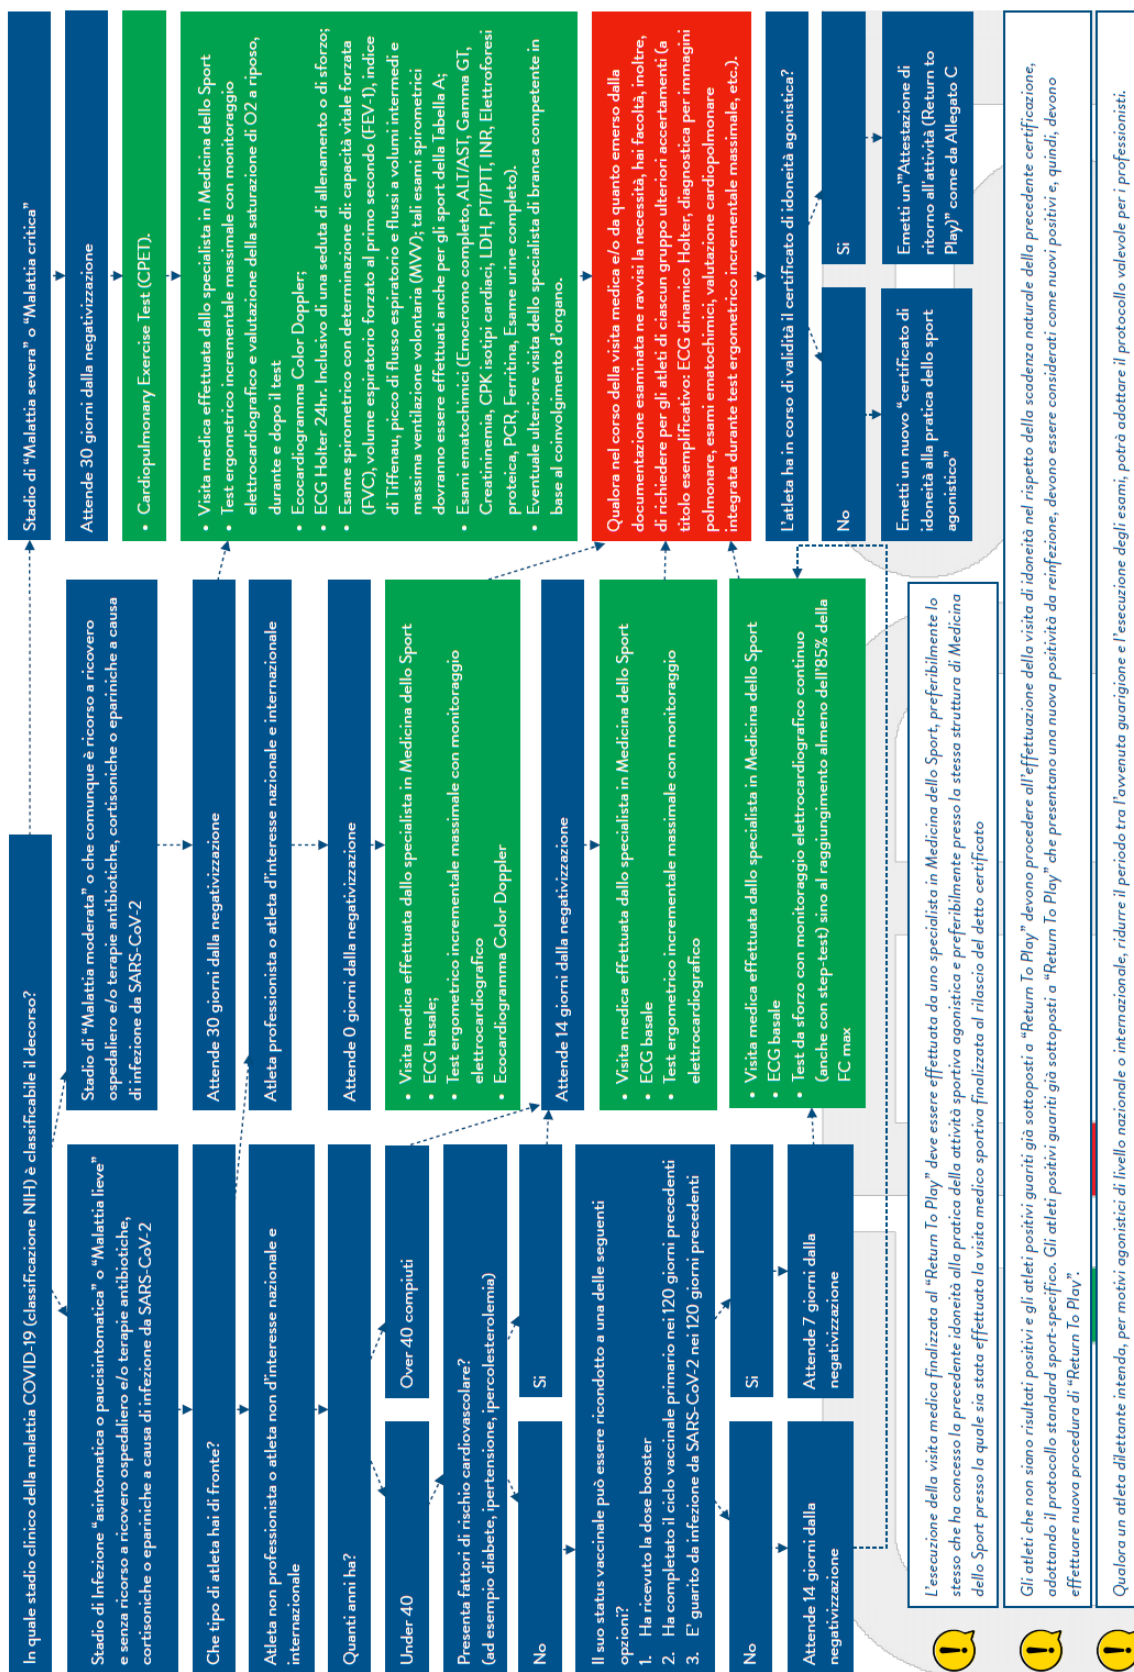 In quale stadio clinico della malattia COVID-19 (classificazione NIH) è classificabile il decorso?
Stadio di Infezione "asintomatica o paucisintomatica" o "Malattia lieve"
e senza ricorso a ricovero ospedaliero e/o terapie antibiotiche,
cortisoniche o epariniche a causa di infezione da SARS-CoV-2
Che tipo di atleta hai di fronte?
Atleta non professionista o atleta non d'interesse nazionale e
internazionale
Quanti anni ha?
Under 40
Over 40 compiuti
Presenta fattori di rischio cardiovascolare?
(ad esempio diabete, ipertensione, ipercolesterolemia)
No
Si
Il suo status vaccinale può essere ricondotto a una delle seguenti
opzioni?
1. Ha ricevuto la dose booster
2. Ha completato il ciclo vaccinale primario nei 120 giorni precedenti
3. E' guarito da infezione da SARS-CoV-2 nei 120 giorni precedenti
No
Si
Attende 14 giorni dalla
negativizzazione
Attende 7 giorni dalla
negativizzazione
Stadio di "Malattia moderata" o che comunque è ricorso a ricovero
ospedaliero e/o terapie antibiotiche, cortisoniche o epariniche a causa
di infezione da SARS-CoV-2
Attende 30 giorni dalla negativizzazione
Atleta professionista o atleta d'interesse nazionale e internazionale
Attende 0 giorni dalla negativizzazione
• Visita medica effettuata dallo specialista in Medicina dello Sport
• ECG basale;
• Test ergometrico incrementale massimale con monitoraggio
elettrocardiografico
• Ecocardiogramma Color Doppler
Attende 14 giorni dalla negativizzazione
• Visita medica effettuata dallo specialista in Medicina dello Sport
• ECG basale
• Test ergometrico incrementale massimale con monitoraggio
elettrocardiografico
• Visita medica effettuata dallo specialista in Medicina dello Sport
• ECG basale
• Test da sforzo con monitoraggio elettrocardiografico continuo
(anche con step-test) sino al raggiungimento almeno dell'85% della
FC max
Stadio di "Malattia severa" o "Malattia critica"
Attende 30 giorni dalla negativizzazione
• Cardiopulmonary Exercise Test (CPET).
• Visita medica effettuata dallo specialista in Medicina dello Sport
• Test ergometrico incrementale massimale con monitoraggio
elettrocardiografico e valutazione della saturazione di O2 a riposo,
durante e dopo il test
• Ecocardiogramma Color Doppler;
• ECG Holter 24hr. Inclusivo di una seduta di allenamento o di sforzo;
• Esame spirometrico con determinazione di: capacità vitale forzata
(FVC), volume espiratorio forzato al primo secondo (FEV-1), indice
di Tiffenau, picco di flusso espiratorio e flussi a volumi intermedi e
massima ventilazione volontaria (MVV); tali esami spirometrici
dovranno essere effettuati anche per gli sport della Tabella A;
• Esami ematochimici (Emocromo completo, ALT/AST, Gamma GT,
Creatininemia, CPK isotipi cardiaci, LDH, PT/PTT, INR, Elettroforesi
proteica, PCR, Ferritina, Esame urine completo).
• Eventuale ulteriore visita dello specialista di branca competente in
base al coinvolgimento d'organo.
Qualora nel corso della visita medica e/o da quanto emerso dalla
documentazione esaminata ne ravvisi la necessità, hai facoltà, inoltre,
di richiedere per gli atleti di ciascun gruppo ulteriori accertamenti (a
titolo esemplificativo: ECG dinamico Holter, diagnostica per immagini
polmonare, esami ematochimici, valutazione cardiopolmonare
integrata durante test ergometrico incrementale massimale, etc.).
L'atleta ha in corso di validità il certificato di idoneità agonistica?
No
Si
Emetti un nuovo "certificato di
idoneità alla pratica dello sport
agonistico"
Emetti un'"Attestazione di
ritorno all'attività (Return to
Play)" come da Allegato C
L'esecuzione della visita medica finalizzata al "Return To Play" deve essere effettuata da uno specialista in Medicina dello Sport, preferibilmente lo
stesso che ha concesso la precedente idoneità alla pratica della attività sportiva agonistica e preferibilmente presso la stessa struttura di Medicina
dello Sport presso la quale sia stata effettuata la visita medico sportiva finalizzata al rilascio del detto certificato
Gli atleti che non siano risultati positivi e gli atleti positivi guariti già sottoposti a "Return To Play" devono procedere all'effettuazione della visita di idoneità nel rispetto della scadenza naturale della precedente certificazione,
adottando il protocollo standard sport-specifico. Gli atleti positivi guariti già sottoposti a "Return To Play" che presentano una nuova positività da reinfezione, devono essere considerati come nuovi positivi e, quindi, devono
effettuare nuova procedura di "Return To Play".
Qualora un atleta dilettante intenda, per motivi agonistici di livello nazionale o internazionale, ridurre il periodo tra l'avvenuta guarigione e l'esecuzione degli esami, potrà adottare il protocollo valevole per i professionisti.